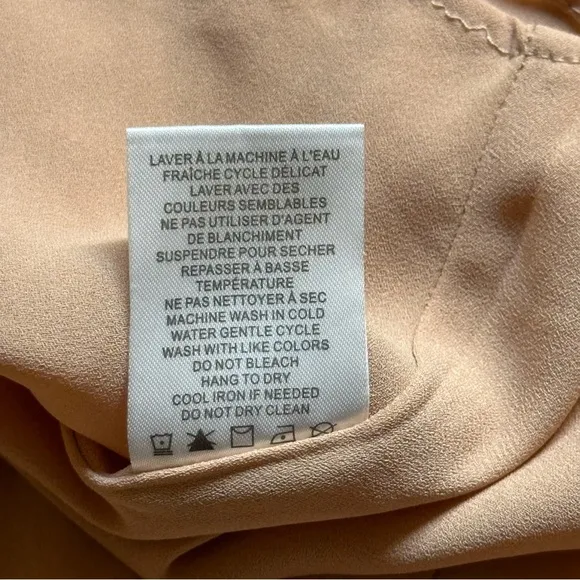 LAVER À LA MACHINE À L'EAU
FRAÎCHE CYCLE DÉLICAT
LAVER AVEC DES
COULEURS SEMBLABLES
NE PAS UTILISER D'AGENT
DE BLANCHIMENT
SUSPENDRE POUR SECHER
REPASSER À BASSE
TEMPÉRATURE
NE PAS NETTOYER À SEC
MACHINE WASH IN COLD
WATER GENTLE CYCLE
WASH WITH LIKE COLORS
DO NOT BLEACH
HANG TO DRY
COOL IRON IF NEEDED
DO NOT DRY CLEAN